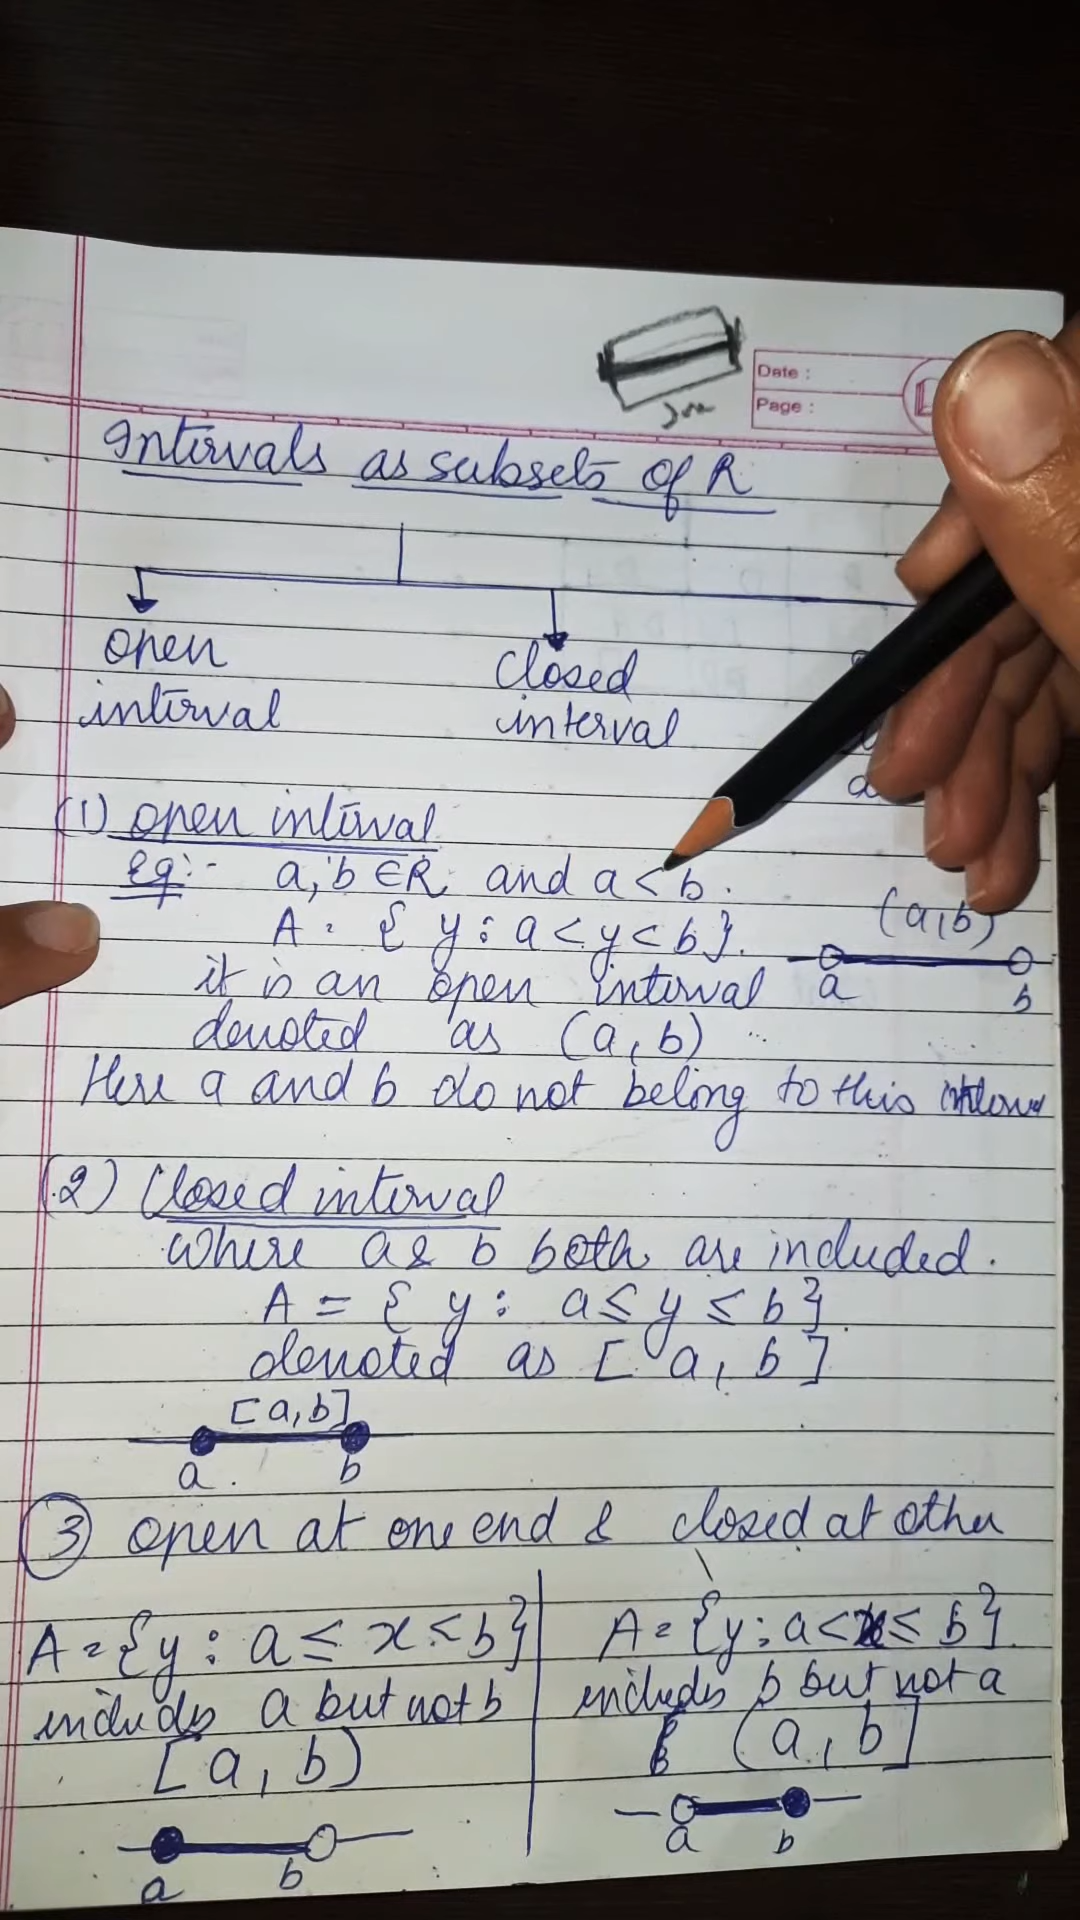 Date :
Page :
Intervals as subsets of R
open
interval
Closed
interval
(1) open interval
Eg:- a, b ∈ R and a < b.
A = { y : a < y < b }.
(a, b)
a b
it is an open interval
denoted as (a, b)
Here a and b do not belong to this
(2) Closed interval
where a & b both are included.
A = { y : a ≤ y ≤ b }
denoted as [ a, b ]
[a, b]
a. b
(3) open at one end & closed at other
A = {y : a ≤ x < b}
includes a but not b
[a, b)
a b
A = {y : a < x ≤ b}.
includes b but not a
(a, b]
a b